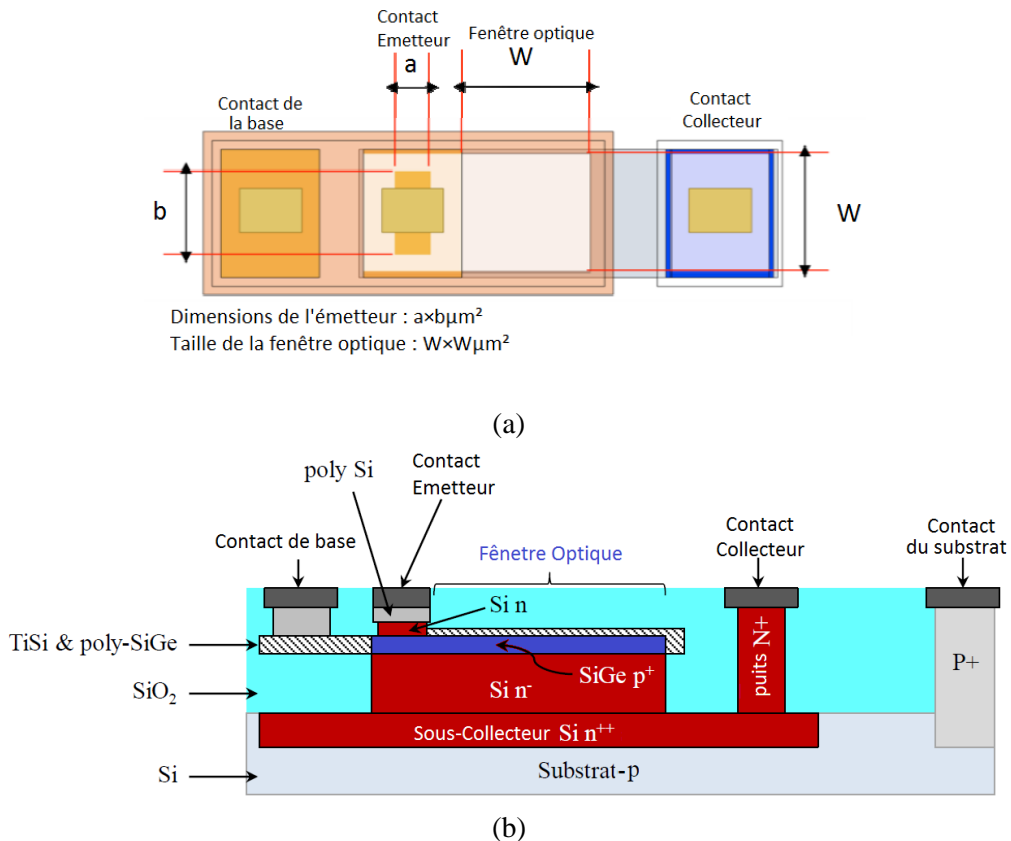 Contact
Emetteur
a
Fenêtre optique
W
Contact de
la base
Contact
Collecteur
b
W
Dimensions de l'émetteur : a×bµm²
Taille de la fenêtre optique : W×Wµm²
(a)
poly Si
Contact
Emetteur
Contact de base
Fênetre Optique
Contact
Collecteur
Contact
du substrat
Si n
TiSi & poly-SiGe
SiGe p⁺
puits N+
P+
SiO₂
Si n⁻
Sous-Collecteur Si n⁺⁺
Si
Substrat-p
(b)